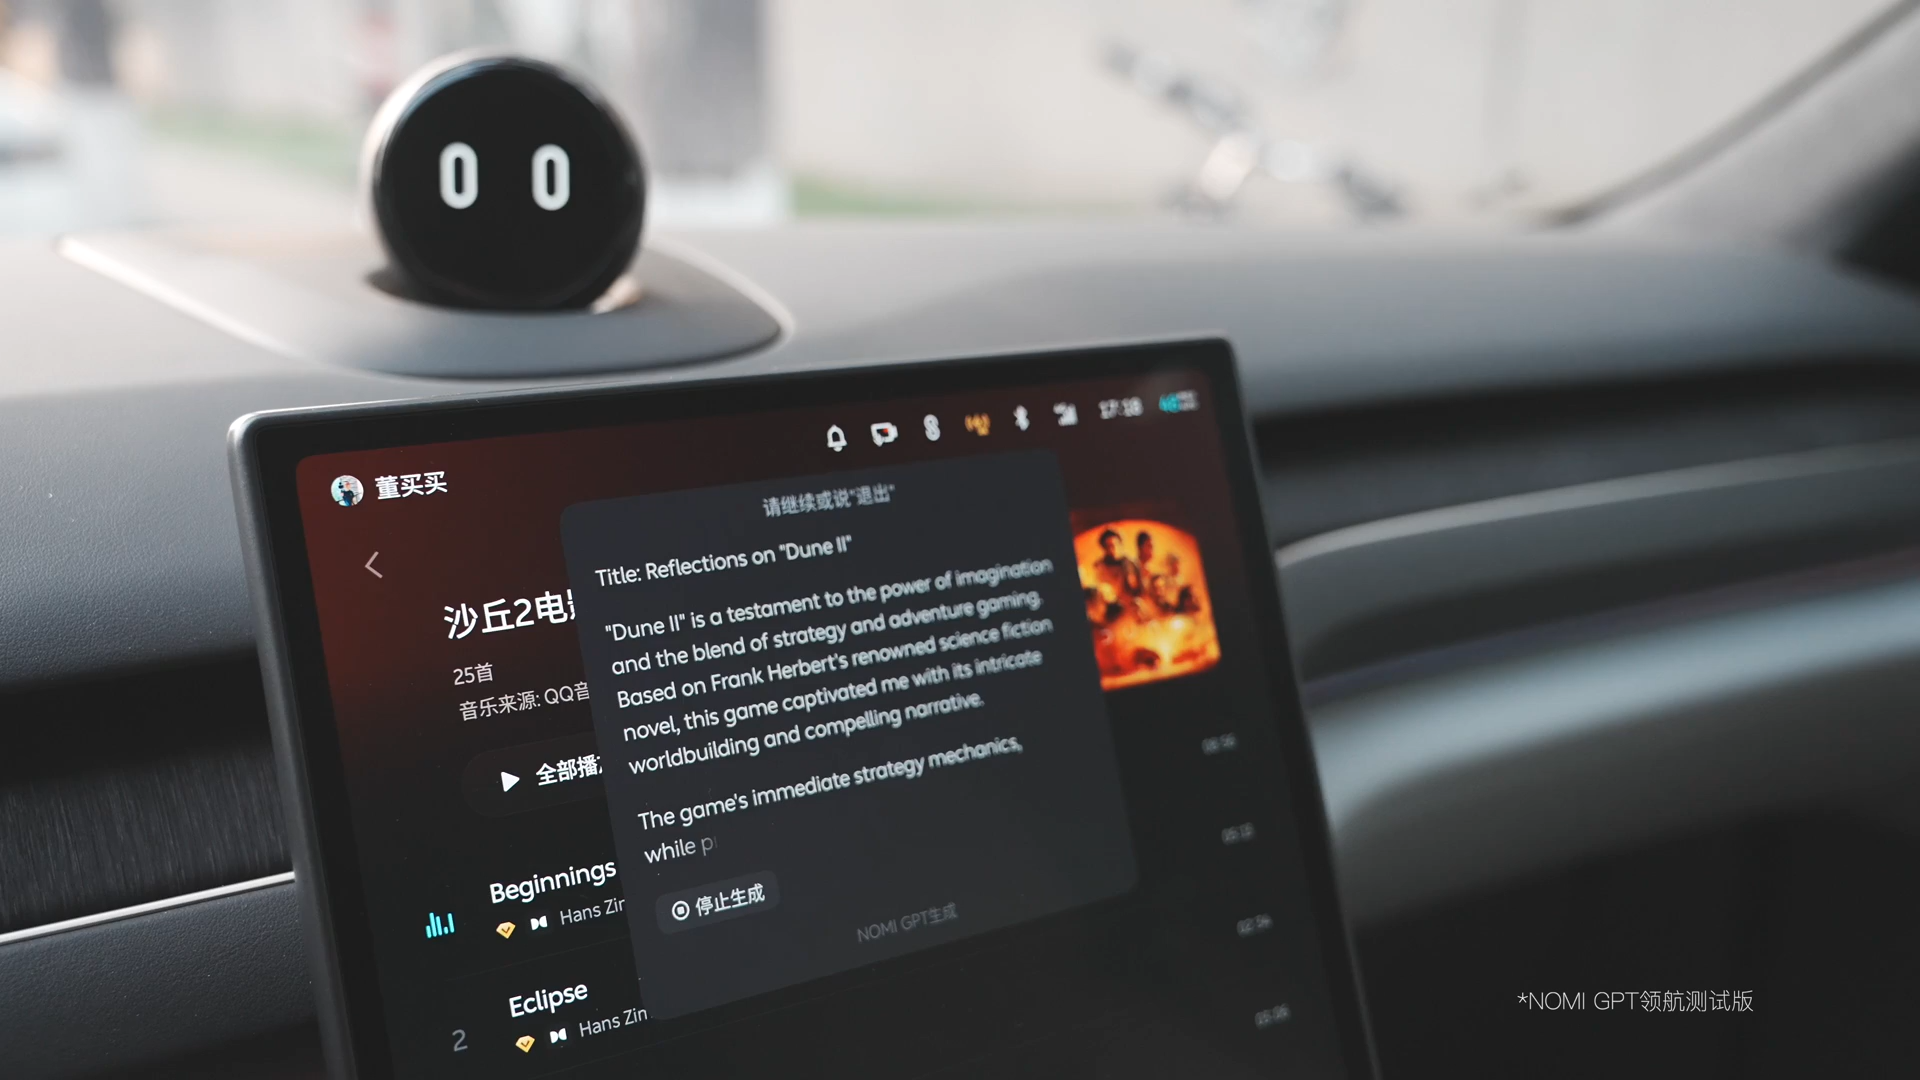 董买买
17:18
请继续或说"退出"
Title: Reflections on "Dune II"
"Dune II" is a testament to the power of imagination
and the blend of strategy and adventure gaming.
Based on Frank Herbert's renowned science fiction
novel, this game captivated me with its intricate
worldbuilding and compelling narrative.
The game's immediate strategy mechanics,
while p
停止生成
NOMI GPT生成
沙丘2电
25首
音乐来源: QQ音
全部播
Beginnings
Hans Zin
05:15
2
Eclipse
Hans Zin
*NOMI GPT领航测试版